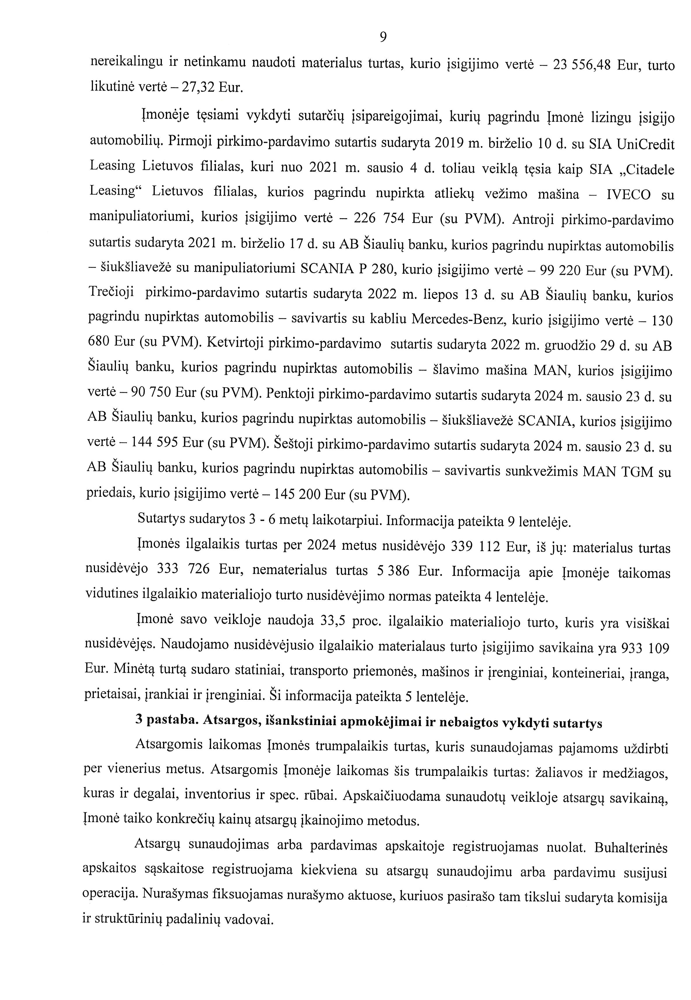 9
nereikalingu ir netinkamu naudoti materialus turtas, kurio įsigijimo vertė – 23 556,48 Eur, turto
likutinė vertė – 27,32 Eur.
Įmonėje tęsiami vykdyti sutarčių įsipareigojimai, kurių pagrindu Įmonė lizingu įsigijo
automobilių. Pirmoji pirkimo-pardavimo sutartis sudaryta 2019 m. birželio 10 d. su SIA UniCredit
Leasing Lietuvos filialas, kuri nuo 2021 m. sausio 4 d. toliau veiklą tęsia kaip SIA „Citadele
Leasing“ Lietuvos filialas, kurios pagrindu nupirkta atliekų vežimo mašina – IVECO su
manipuliatoriumi, kurios įsigijimo vertė – 226 754 Eur (su PVM). Antroji pirkimo-pardavimo
sutartis sudaryta 2021 m. birželio 17 d. su AB Šiaulių banku, kurios pagrindu nupirktas automobilis
– šiukšliavežė su manipuliatoriumi SCANIA P 280, kurio įsigijimo vertė – 99 220 Eur (su PVM).
Trečioji pirkimo-pardavimo sutartis sudaryta 2022 m. liepos 13 d. su AB Šiaulių banku, kurios
pagrindu nupirktas automobilis – savivartis su kabliu Mercedes-Benz, kurio įsigijimo vertė – 130
680 Eur (su PVM). Ketvirtoji pirkimo-pardavimo sutartis sudaryta 2022 m. gruodžio 29 d. su AB
Šiaulių banku, kurios pagrindu nupirktas automobilis – šlavimo mašina MAN, kurios įsigijimo
vertė – 90 750 Eur (su PVM). Penktoji pirkimo-pardavimo sutartis sudaryta 2024 m. sausio 23 d. su
AB Šiaulių banku, kurios pagrindu nupirktas automobilis – šiukšliavežė SCANIA, kurios įsigijimo
vertė – 144 595 Eur (su PVM). Šeštoji pirkimo-pardavimo sutartis sudaryta 2024 m. sausio 23 d. su
AB Šiaulių banku, kurios pagrindu nupirktas automobilis – savivartis sunkvežimis MAN TGM su
priedais, kurio įsigijimo vertė – 145 200 Eur (su PVM).
Sutartys sudarytos 3 - 6 metų laikotarpiui. Informacija pateikta 9 lentelėje.
Įmonės ilgalaikis turtas per 2024 metus nusidėvėjo 339 112 Eur, iš jų: materialus turtas
nusidėvėjo 333 726 Eur, nematerialus turtas 5 386 Eur. Informacija apie Įmonėje taikomas
vidutines ilgalaikio materialiojo turto nusidėvėjimo normas pateikta 4 lentelėje.
Įmonė savo veikloje naudoja 33,5 proc. ilgalaikio materialiojo turto, kuris yra visiškai
nusidėvėjęs. Naudojamo nusidėvėjusio ilgalaikio materialaus turto įsigijimo savikaina yra 933 109
Eur. Minėtą turtą sudaro statiniai, transporto priemonės, mašinos ir įrenginiai, konteineriai, įranga,
prietaisai, įrankiai ir įrenginiai. Ši informacija pateikta 5 lentelėje.
3 pastaba. Atsargos, išankstiniai apmokėjimai ir nebaigtos vykdyti sutartys
Atsargomis laikomas Įmonės trumpalaikis turtas, kuris sunaudojamas pajamoms uždirbti
per vienerius metus. Atsargomis Įmonėje laikomas šis trumpalaikis turtas: žaliavos ir medžiagos,
kuras ir degalai, inventorius ir spec. rūbai. Apskaičiuodama sunaudotų veikloje atsargų savikainą,
Įmonė taiko konkrečių kainų atsargų įkainojimo metodus.
Atsargų sunaudojimas arba pardavimas apskaitoje registruojamas nuolat. Buhalterinės
apskaitos sąskaitose registruojama kiekviena su atsargų sunaudojimu arba pardavimu susijusi
operacija. Nurašymas fiksuojamas nurašymo aktuose, kuriuos pasirašo tam tikslui sudaryta komisija
ir struktūrinių padalinių vadovai.